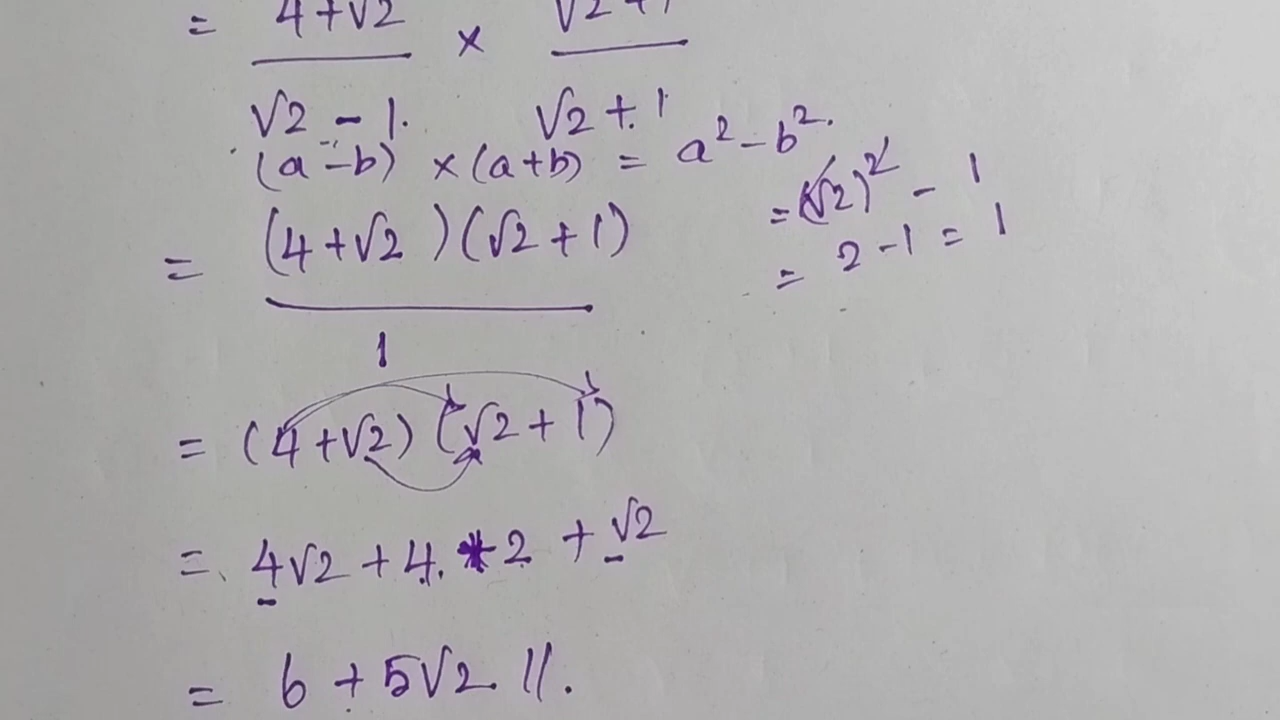 = 4+√2 / √2 - 1. × √2+1 / √2+1
(a-b) ×(a+b) = a²-b².
=(√2)² - 1
= 2-1 = 1
= (4+√2)(√2+1) / 1
= (4+√2)(√2+1)
= 4√2+4.*2+√2
= 6+5√2 //.